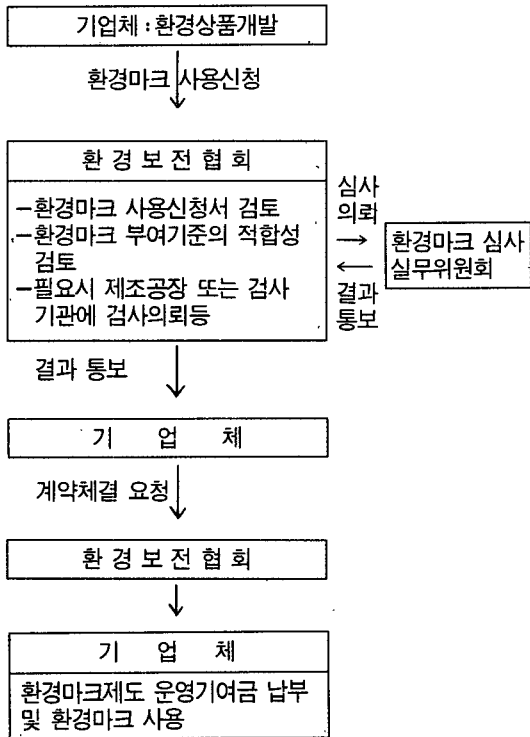 기업체 : 환경상품개발
환경마크 사용신청
환 경 보 전 협 회
—환경마크 사용신청서 검토
—환경마크 부여기준의 적합성
검토
—필요시 제조공장 또는 검사
기관에 검사의뢰등
심사
의뢰
→
←
결과
통보
환경마크 심사
실무위원회
결과 통보
기 업 체
계약체결 요청
환 경 보 전 협 회
기 업 체
환경마크제도 운영기여금 납부
및 환경마크 사용